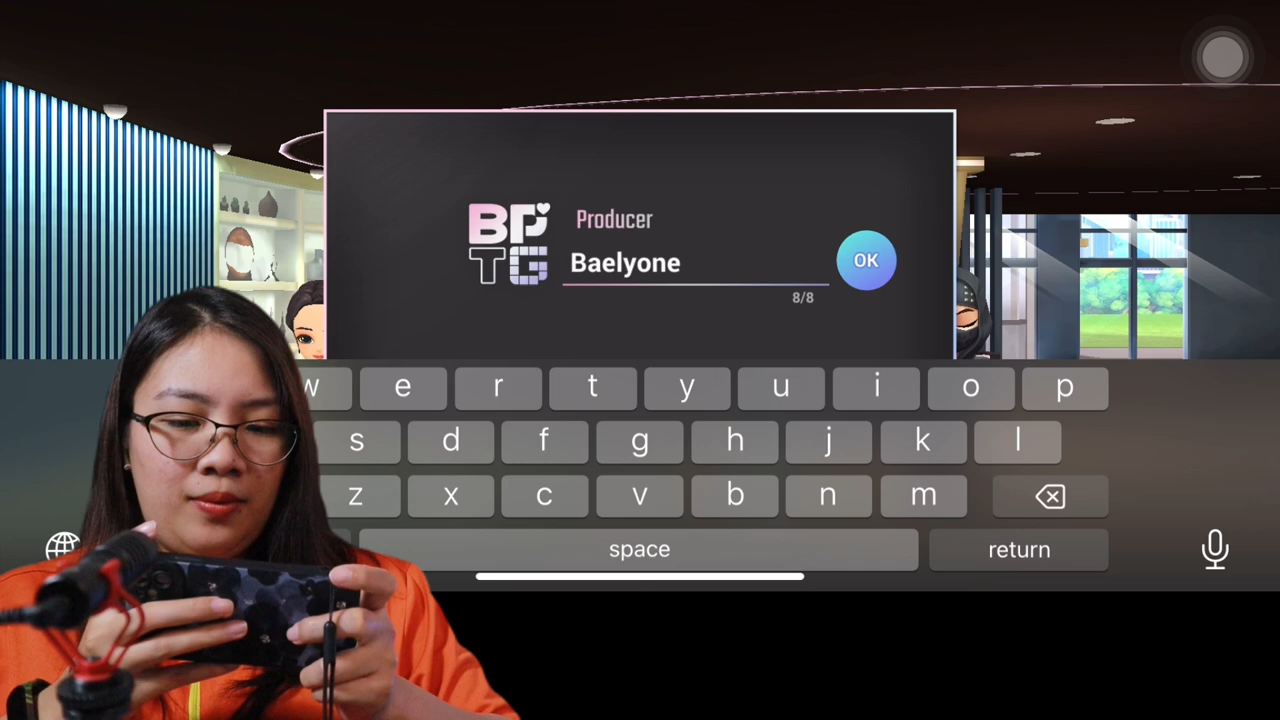 BP
TG
Producer
Baelyone
OK
8/8
w e r t y u i o p
s d f g h j k l
z x c v b n m
space
return